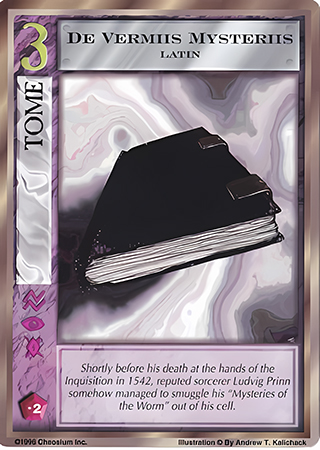 3
DE VERMIIS MYSTERIIS
LATIN
TOME
Shortly before his death at the hands of the
Inquisition in 1542, reputed sorcerer Ludvig Prinn
somehow managed to smuggle his "Mysteries of
the Worm" out of his cell.
-2
©1996 Chaosium Inc.
Illustration © By Andrew T. Kalichack